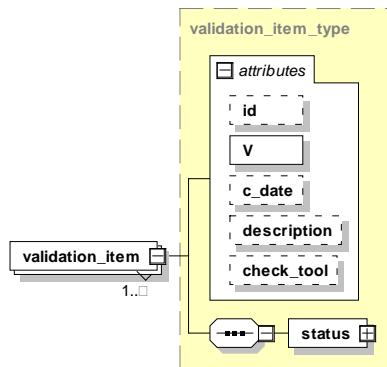 validation_item_type
attributes
id
V
c_date
description
check_tool
validation_item
1..□
status